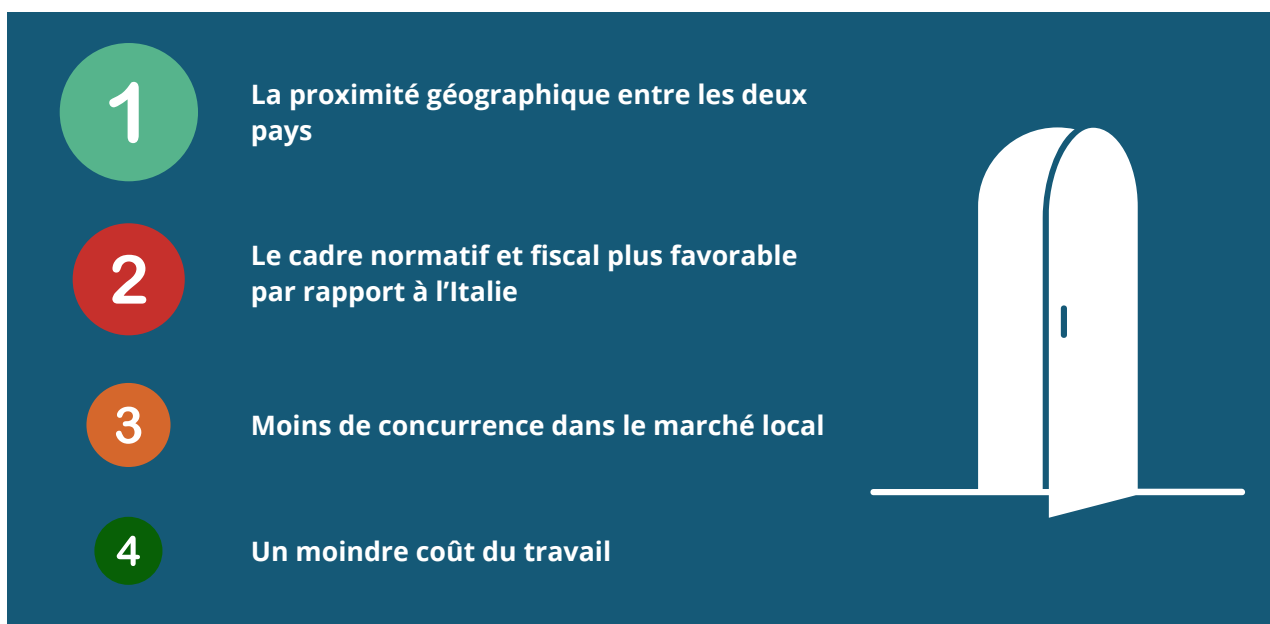 1
La proximité géographique entre les deux
pays
2
Le cadre normatif et fiscal plus favorable
par rapport à l’Italie
3
Moins de concurrence dans le marché local
4
Un moindre coût du travail